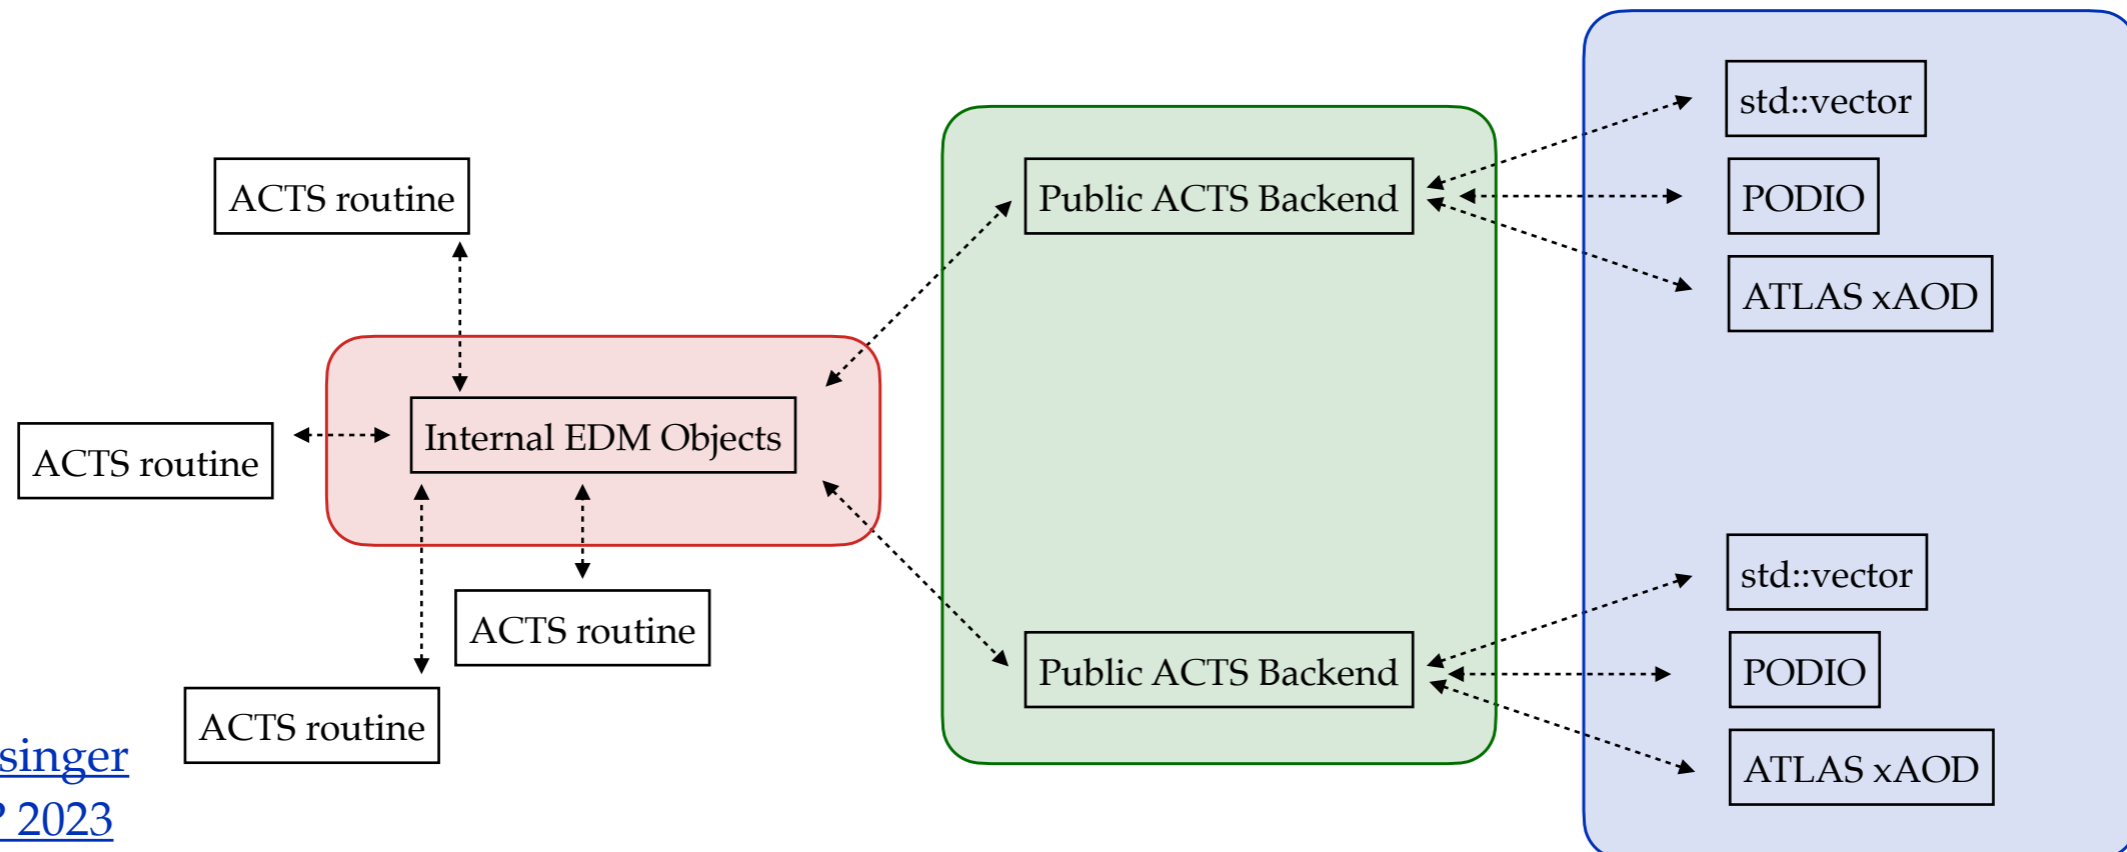 std::vector
ACTS routine
Public ACTS Backend
PODIO
ATLAS xAOD
Internal EDM Objects
ACTS routine
std::vector
ACTS routine
Public ACTS Backend
PODIO
ACTS routine
singer
ATLAS xAOD
2023